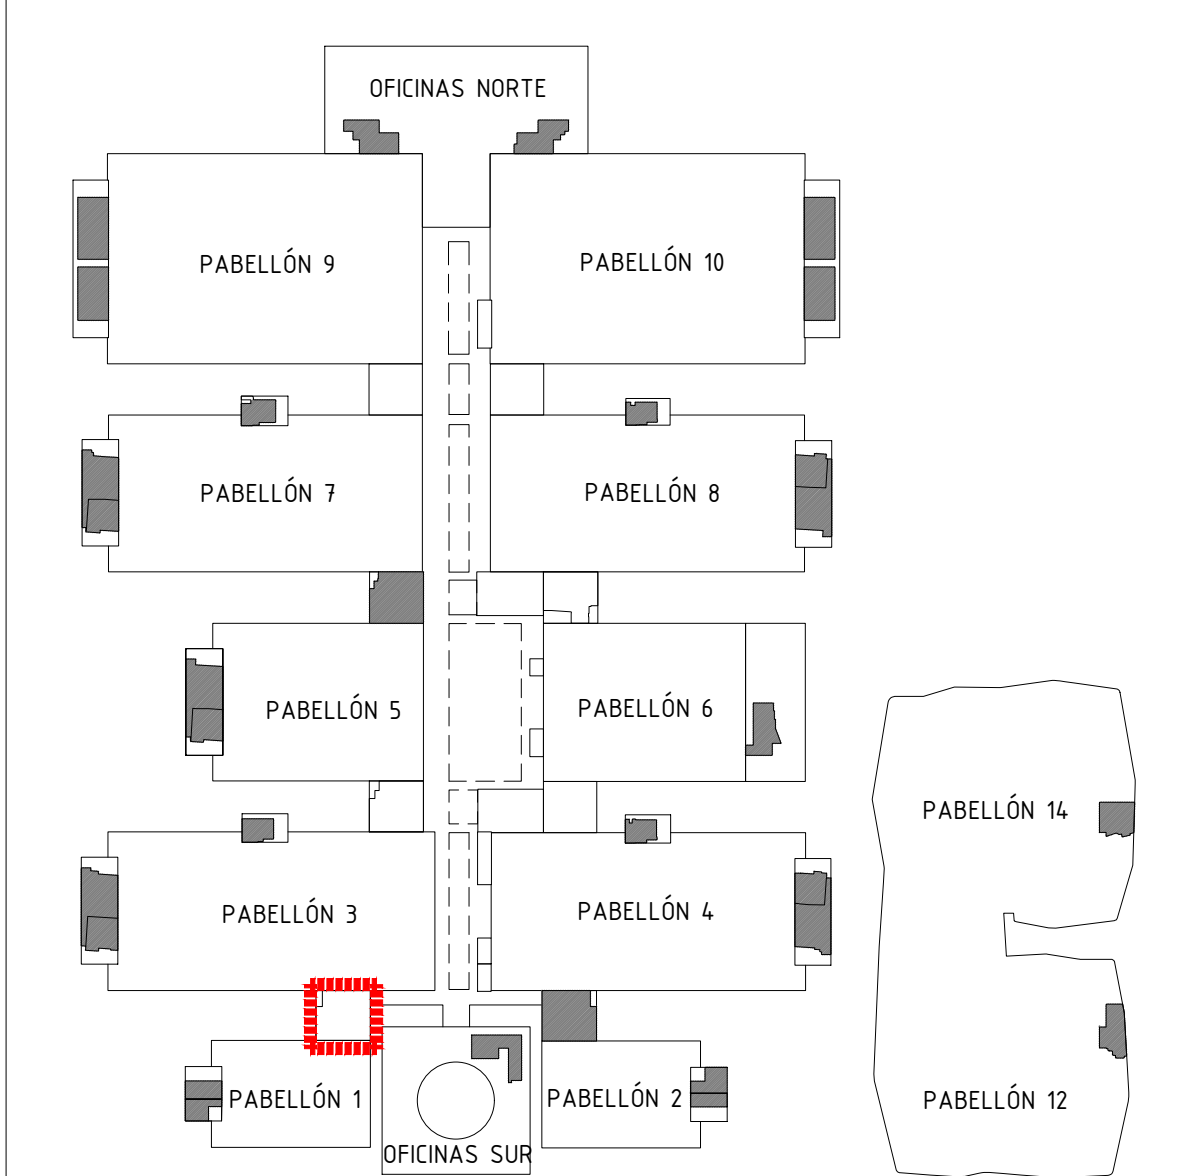 OFICINAS NORTE
PABELLÓN 9
PABELLÓN 10
PABELLÓN 7
PABELLÓN 8
PABELLÓN 5
PABELLÓN 6
PABELLÓN 14
PABELLÓN 3
PABELLÓN 4
PABELLÓN 1
PABELLÓN 2
PABELLÓN 12
OFICINAS SUR